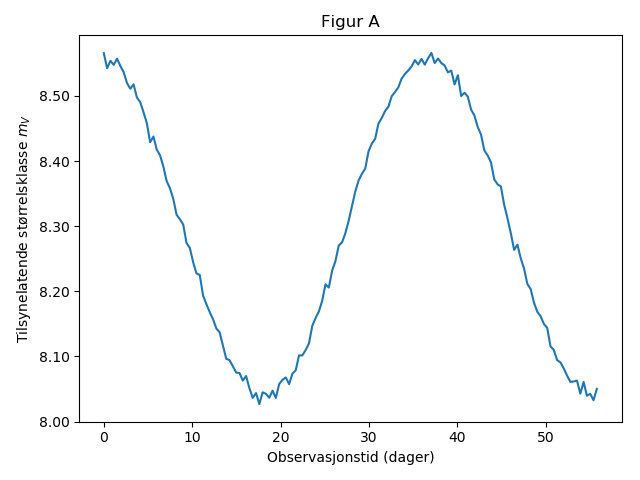 Figur A
Tilsynelatende størrelsklasse m_V
8.50
8.40
8.30
8.20
8.10
8.00
0 10 20 30 40 50
Observasjonstid (dager)